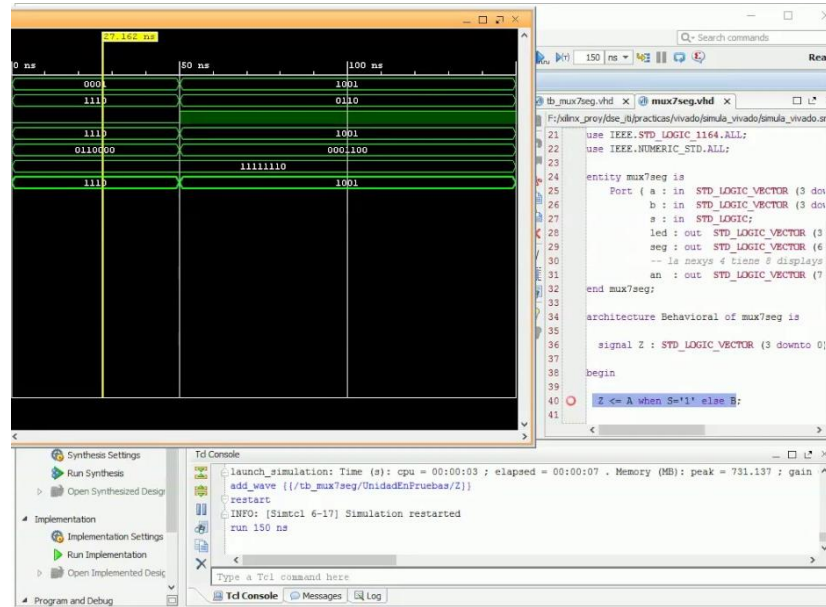 27.162 ns
0 ns
50 ns
100 ns
0001
1001
1110
0110
1110
1001
0110000
0001100
11111110
1110
1001
Search commands
150 ns
Rea
tb_mux7seg.vhd x
mux7seg.vhd x
F:/xilinx_proy/dse_iti/practicas/vivado/simula_vivado/simula_vivado.sr
21 use IEEE.STD_LOGIC_1164.ALL;
22 use IEEE.NUMERIC_STD.ALL;
23
24 entity mux7seg is
25 Port ( a : in STD_LOGIC_VECTOR (3 dow
26 b : in STD_LOGIC_VECTOR (3 dow
27 s : in STD_LOGIC;
28 led : out STD_LOGIC_VECTOR (3
29 seg : out STD_LOGIC_VECTOR (6
30 -- la nexys 4 tiene 8 displays
31 an : out STD_LOGIC_VECTOR (7
32 end mux7seg;
33
34 architecture Behavioral of mux7seg is
35
36 signal Z : STD_LOGIC_VECTOR (3 downto 0)
37
38 begin
39
40 Z <= A when S='1' else B;
41
Synthesis Settings
Run Synthesis
Open Synthesized Desig
Implementation
Implementation Settings
Run Implementation
Open Implemented Desig
Program and Debug
Tcl Console
launch_simulation: Time (s): cpu = 00:00:03 ; elapsed = 00:00:07 . Memory (MB): peak = 731.137 ; gain
add_wave {{/tb_mux7seg/UnidadEnPruebas/Z}}
restart
INFO: [Simtcl 6-17] Simulation restarted
run 150 ns
Type a Tcl command here
Tcl Console
Messages
Log